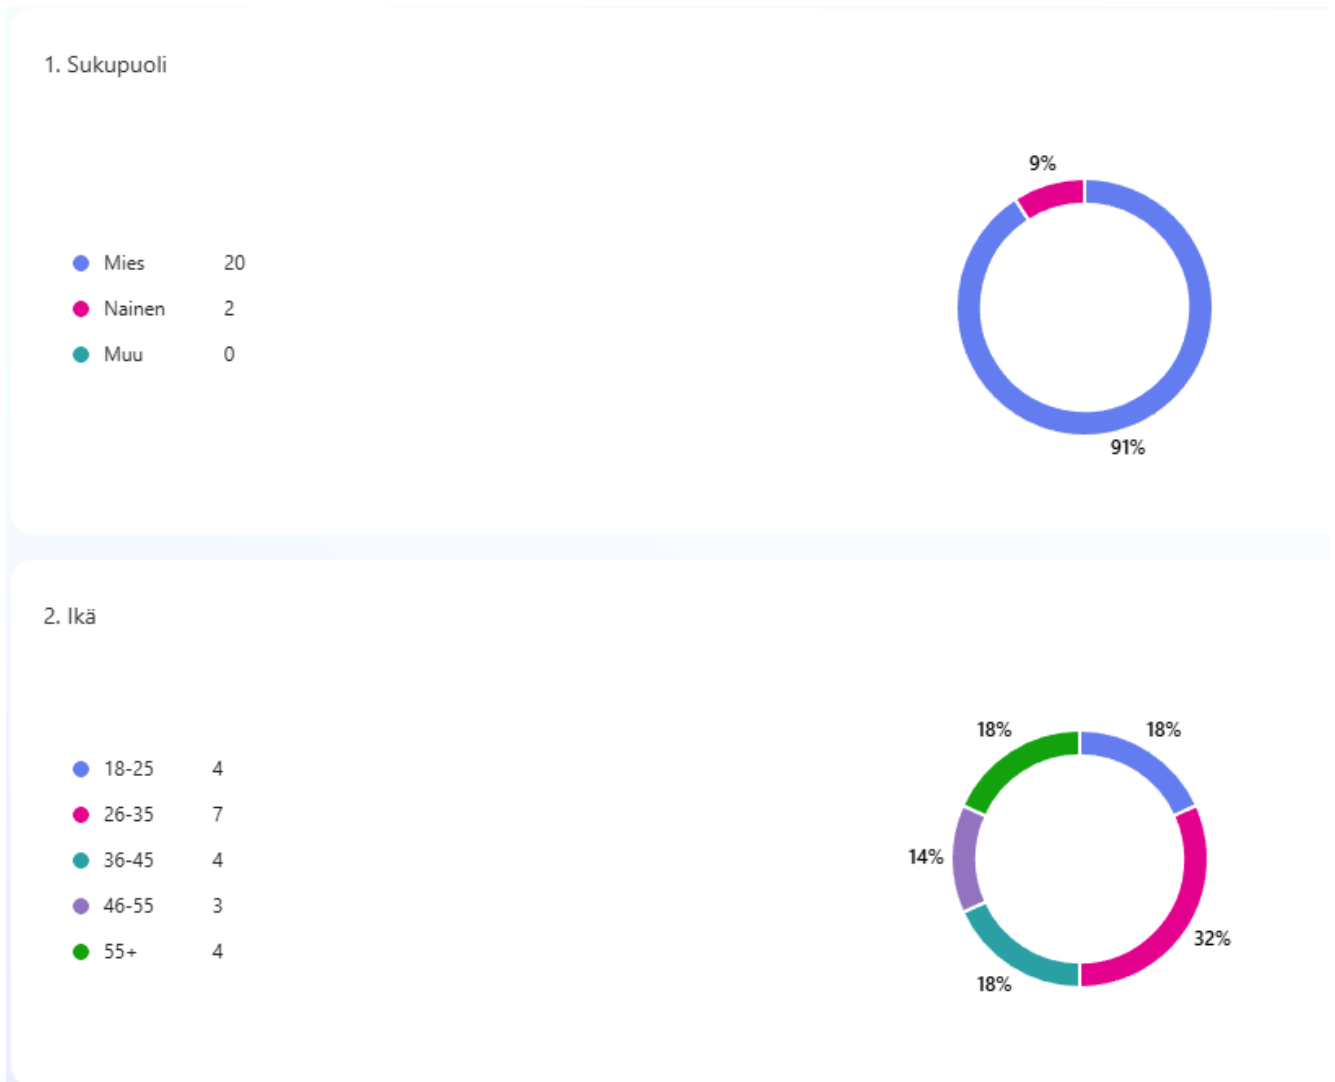 1. Sukupuoli
9%
Mies 20
Nainen 2
Muu 0
91%
2. Ikä
18% 18%
18-25 4
26-35 7
14%
36-45 4
46-55 3
32%
55+ 4
18%